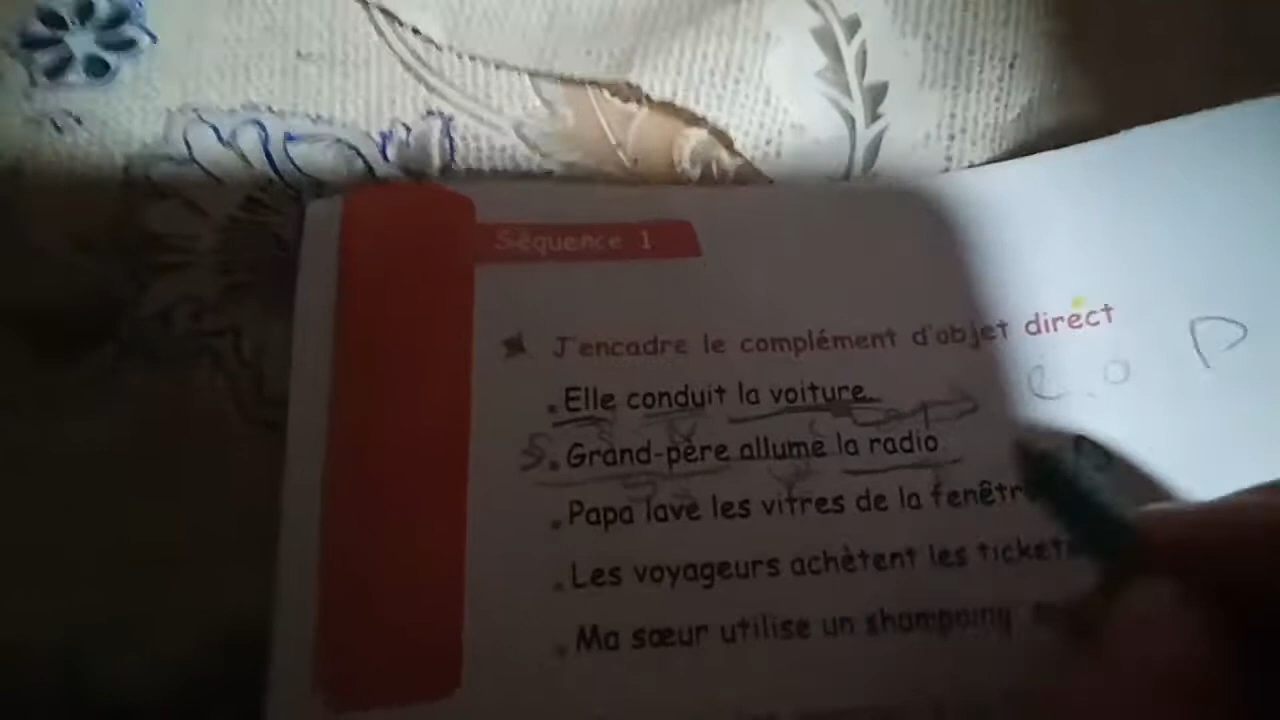 Séquence 1
J'encadre le complément d'objet direct
. Elle conduit la voiture.
C.O D
S . Grand-père allume la radio
. Papa lave les vitres de la
. Les voyageurs achètent les
. Ma sœur utilise un shampoing